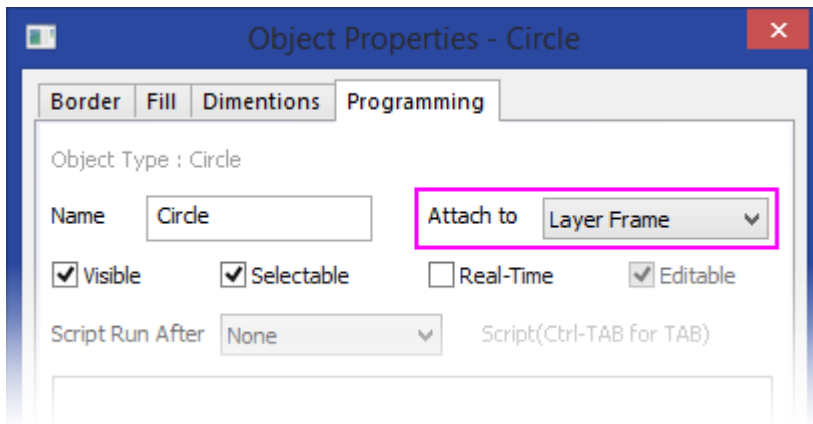 Object Properties - Circle
Border Fill Dimentions Programming
Object Type : Circle
Name Circle Attach to Layer Frame
Visible Selectable Real-Time Editable
Script Run After None Script(Ctrl-TAB for TAB)